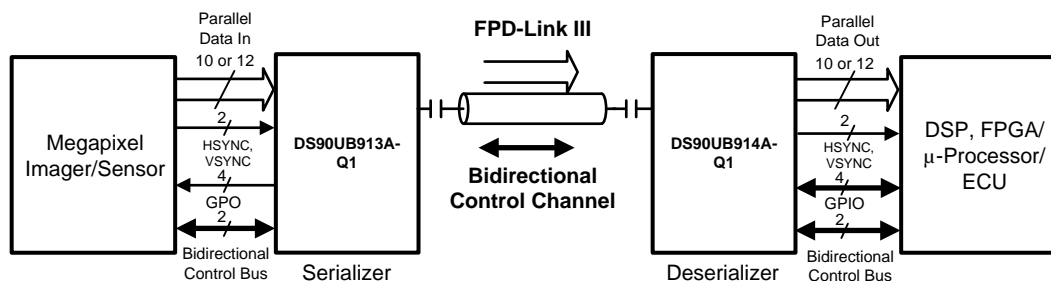 Parallel
Data In
10 or 12
2
HSYNC,
VSYNC
4
GPO
2
Bidirectional
Control Bus
Megapixel
Imager/Sensor
DS90UB913A-
Q1
Serializer
FPD-Link III
Bidirectional
Control Channel
DS90UB914A-
Q1
Deserializer
Parallel
Data Out
10 or 12
2
HSYNC,
VSYNC
4
GPIO
2
Bidirectional
Control Bus
DSP, FPGA/
µ-Processor/
ECU